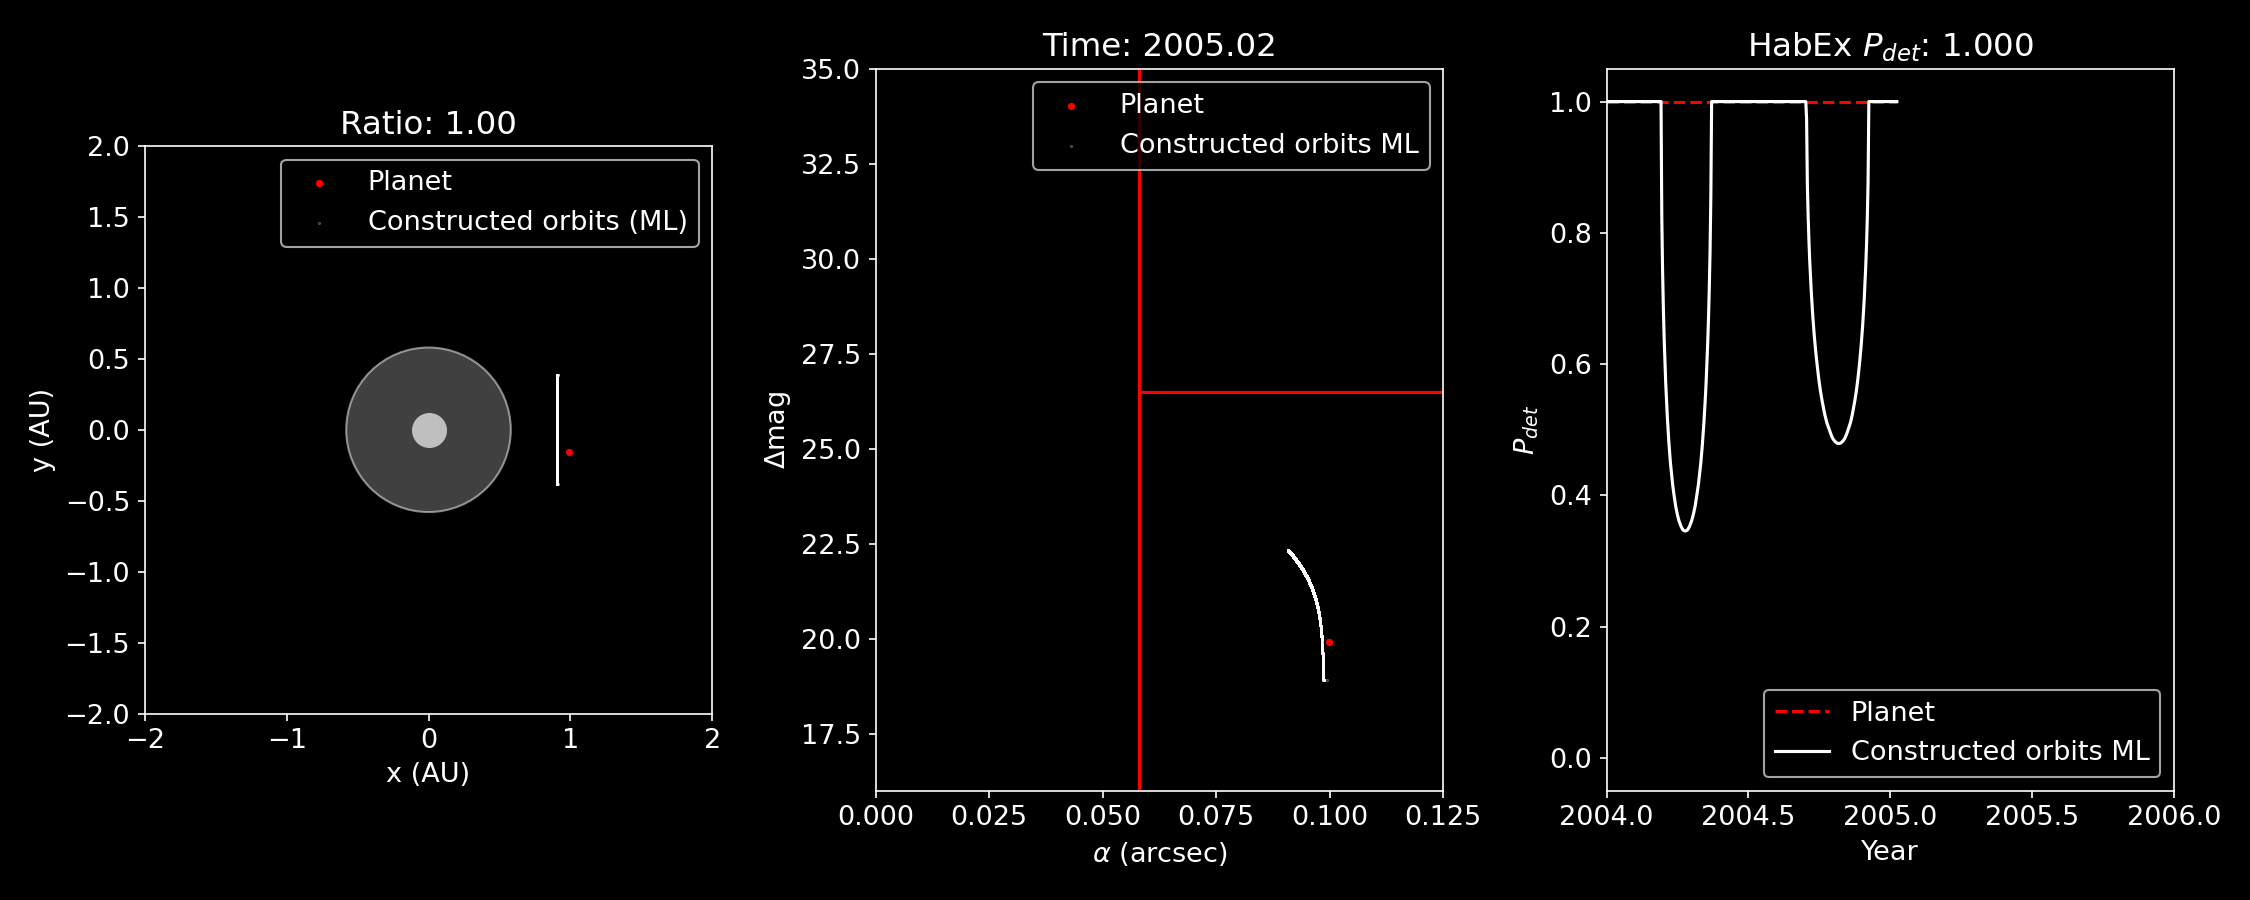 Ratio: 1.00
Planet
Constructed orbits (ML)
2.0
1.5
1.0
0.5
0.0
−0.5
−1.0
−1.5
−2.0
−2
−1
0
1
2
x (AU)
y (AU)
Time: 2005.02
Planet
Constructed orbits ML
35.0
32.5
30.0
27.5
25.0
22.5
20.0
17.5
0.000
0.025
0.050
0.075
0.100
0.125
α (arcsec)
Δmag
HabEx P_det: 1.000
1.0
0.8
0.6
0.4
0.2
0.0
Planet
Constructed orbits ML
2004.0
2004.5
2005.0
2005.5
2006.0
Year
P_det